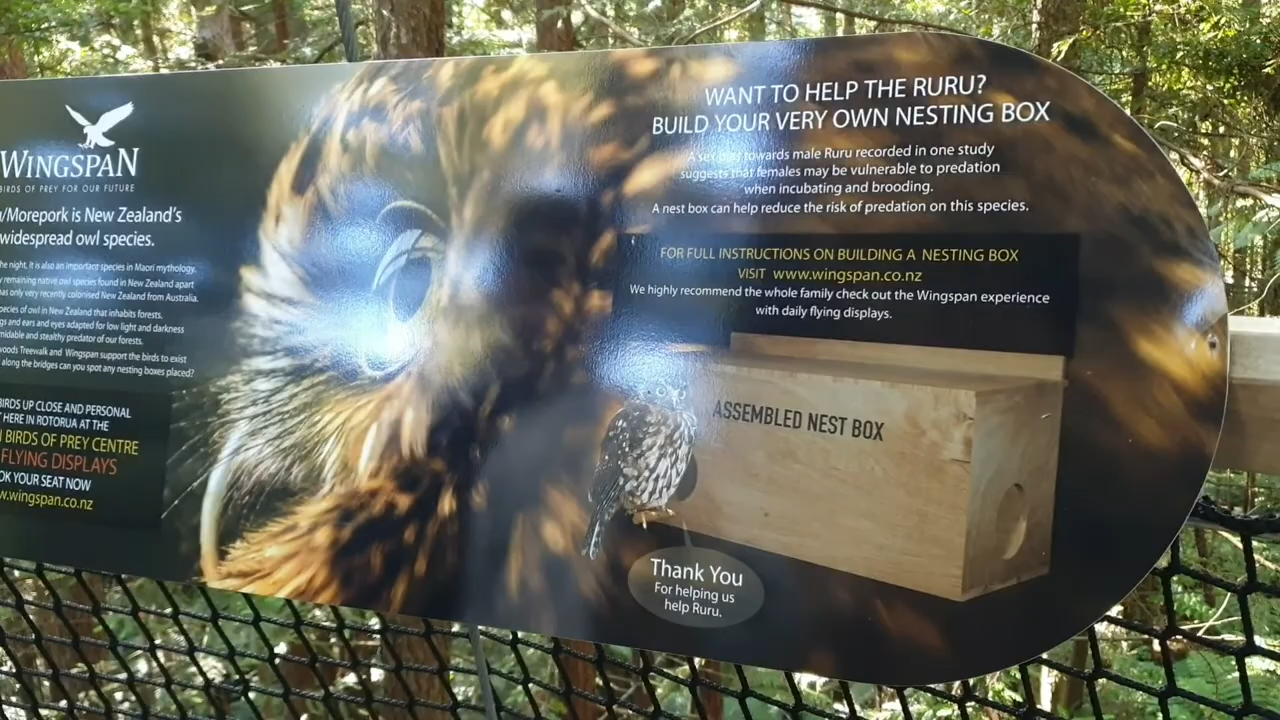 WINGSPAN
BIRDS OF PREY FOR OUR FUTURE
/Morepork is New Zealand's
widespread owl species.
the night. It is also an important species in Maori mythology.
remaining native owl species found in New Zealand apart
has only very recently colonised New Zealand from Australia.
species of owl in New Zealand that inhabits forests.
and ears and eyes adapted for low light and darkness
and stealthy predator of our forests.
Treewalk and Wingspan support the birds to exist
along the bridges can you spot any nesting boxes placed?
BIRDS UP CLOSE AND PERSONAL
HERE IN ROTORUA AT THE
BIRDS OF PREY CENTRE
FLYING DISPLAYS
YOUR SEAT NOW
.wingspan.co.nz
WANT TO HELP THE RURU?
BUILD YOUR VERY OWN NESTING BOX
A sex bias towards male Ruru recorded in one study
suggests that females may be vulnerable to predation
when incubating and brooding.
A nest box can help reduce the risk of predation on this species.
FOR FULL INSTRUCTIONS ON BUILDING A NESTING BOX
VISIT www.wingspan.co.nz
We highly recommend the whole family check out the Wingspan experience
with daily flying displays.
ASSEMBLED NEST BOX
Thank You
For helping us
help Ruru.